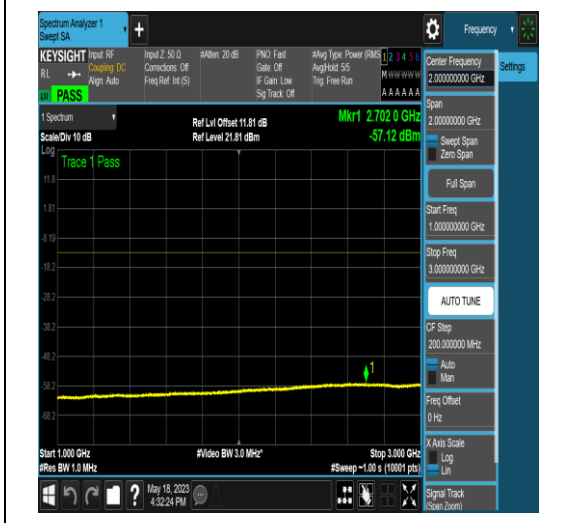 Spectrum Analyzer 1
Swept SA
+
Frequency
KEYSIGHT
RL
PASS
Input: RF
Coupling: DC
Align: Auto
Input Z: 50 Ω
Corrections: Off
Freq Ref: Int (S)
#Atten: 20 dB
PNO: Fast
Gate: Off
IF Gain: Low
Sig Track: Off
#Avg Type: Power (RMS
Avg|Hold: 5/5
Trig: Free Run
1 2 3 4 5 6
M W W W W W
A A A A A A
1 Spectrum
Scale/Div 10 dB
Ref Lvl Offset 11.81 dB
Ref Level 21.81 dBm
Mkr1 2.702 0 GHz
-57.12 dBm
Log
Trace 1 Pass
11.8
1.81
-8.19
-18.2
-28.2
-38.2
-48.2
-58.2
-68.2
1
Start 1.000 GHz
#Res BW 1.0 MHz
#Video BW 3.0 MHz*
Stop 3.000 GHz
#Sweep ~1.00 s (10001 pts)
Center Frequency
2.000000000 GHz
Settings
Span
2.00000000 GHz
Swept Span
Zero Span
Full Span
Start Freq
1.000000000 GHz
Stop Freq
3.000000000 GHz
AUTO TUNE
CF Step
200.000000 MHz
Auto
Man
Freq Offset
0 Hz
X Axis Scale
Log
Lin
Signal Track
(Span Zoom)
?
May 18, 2023
4:32:24 PM